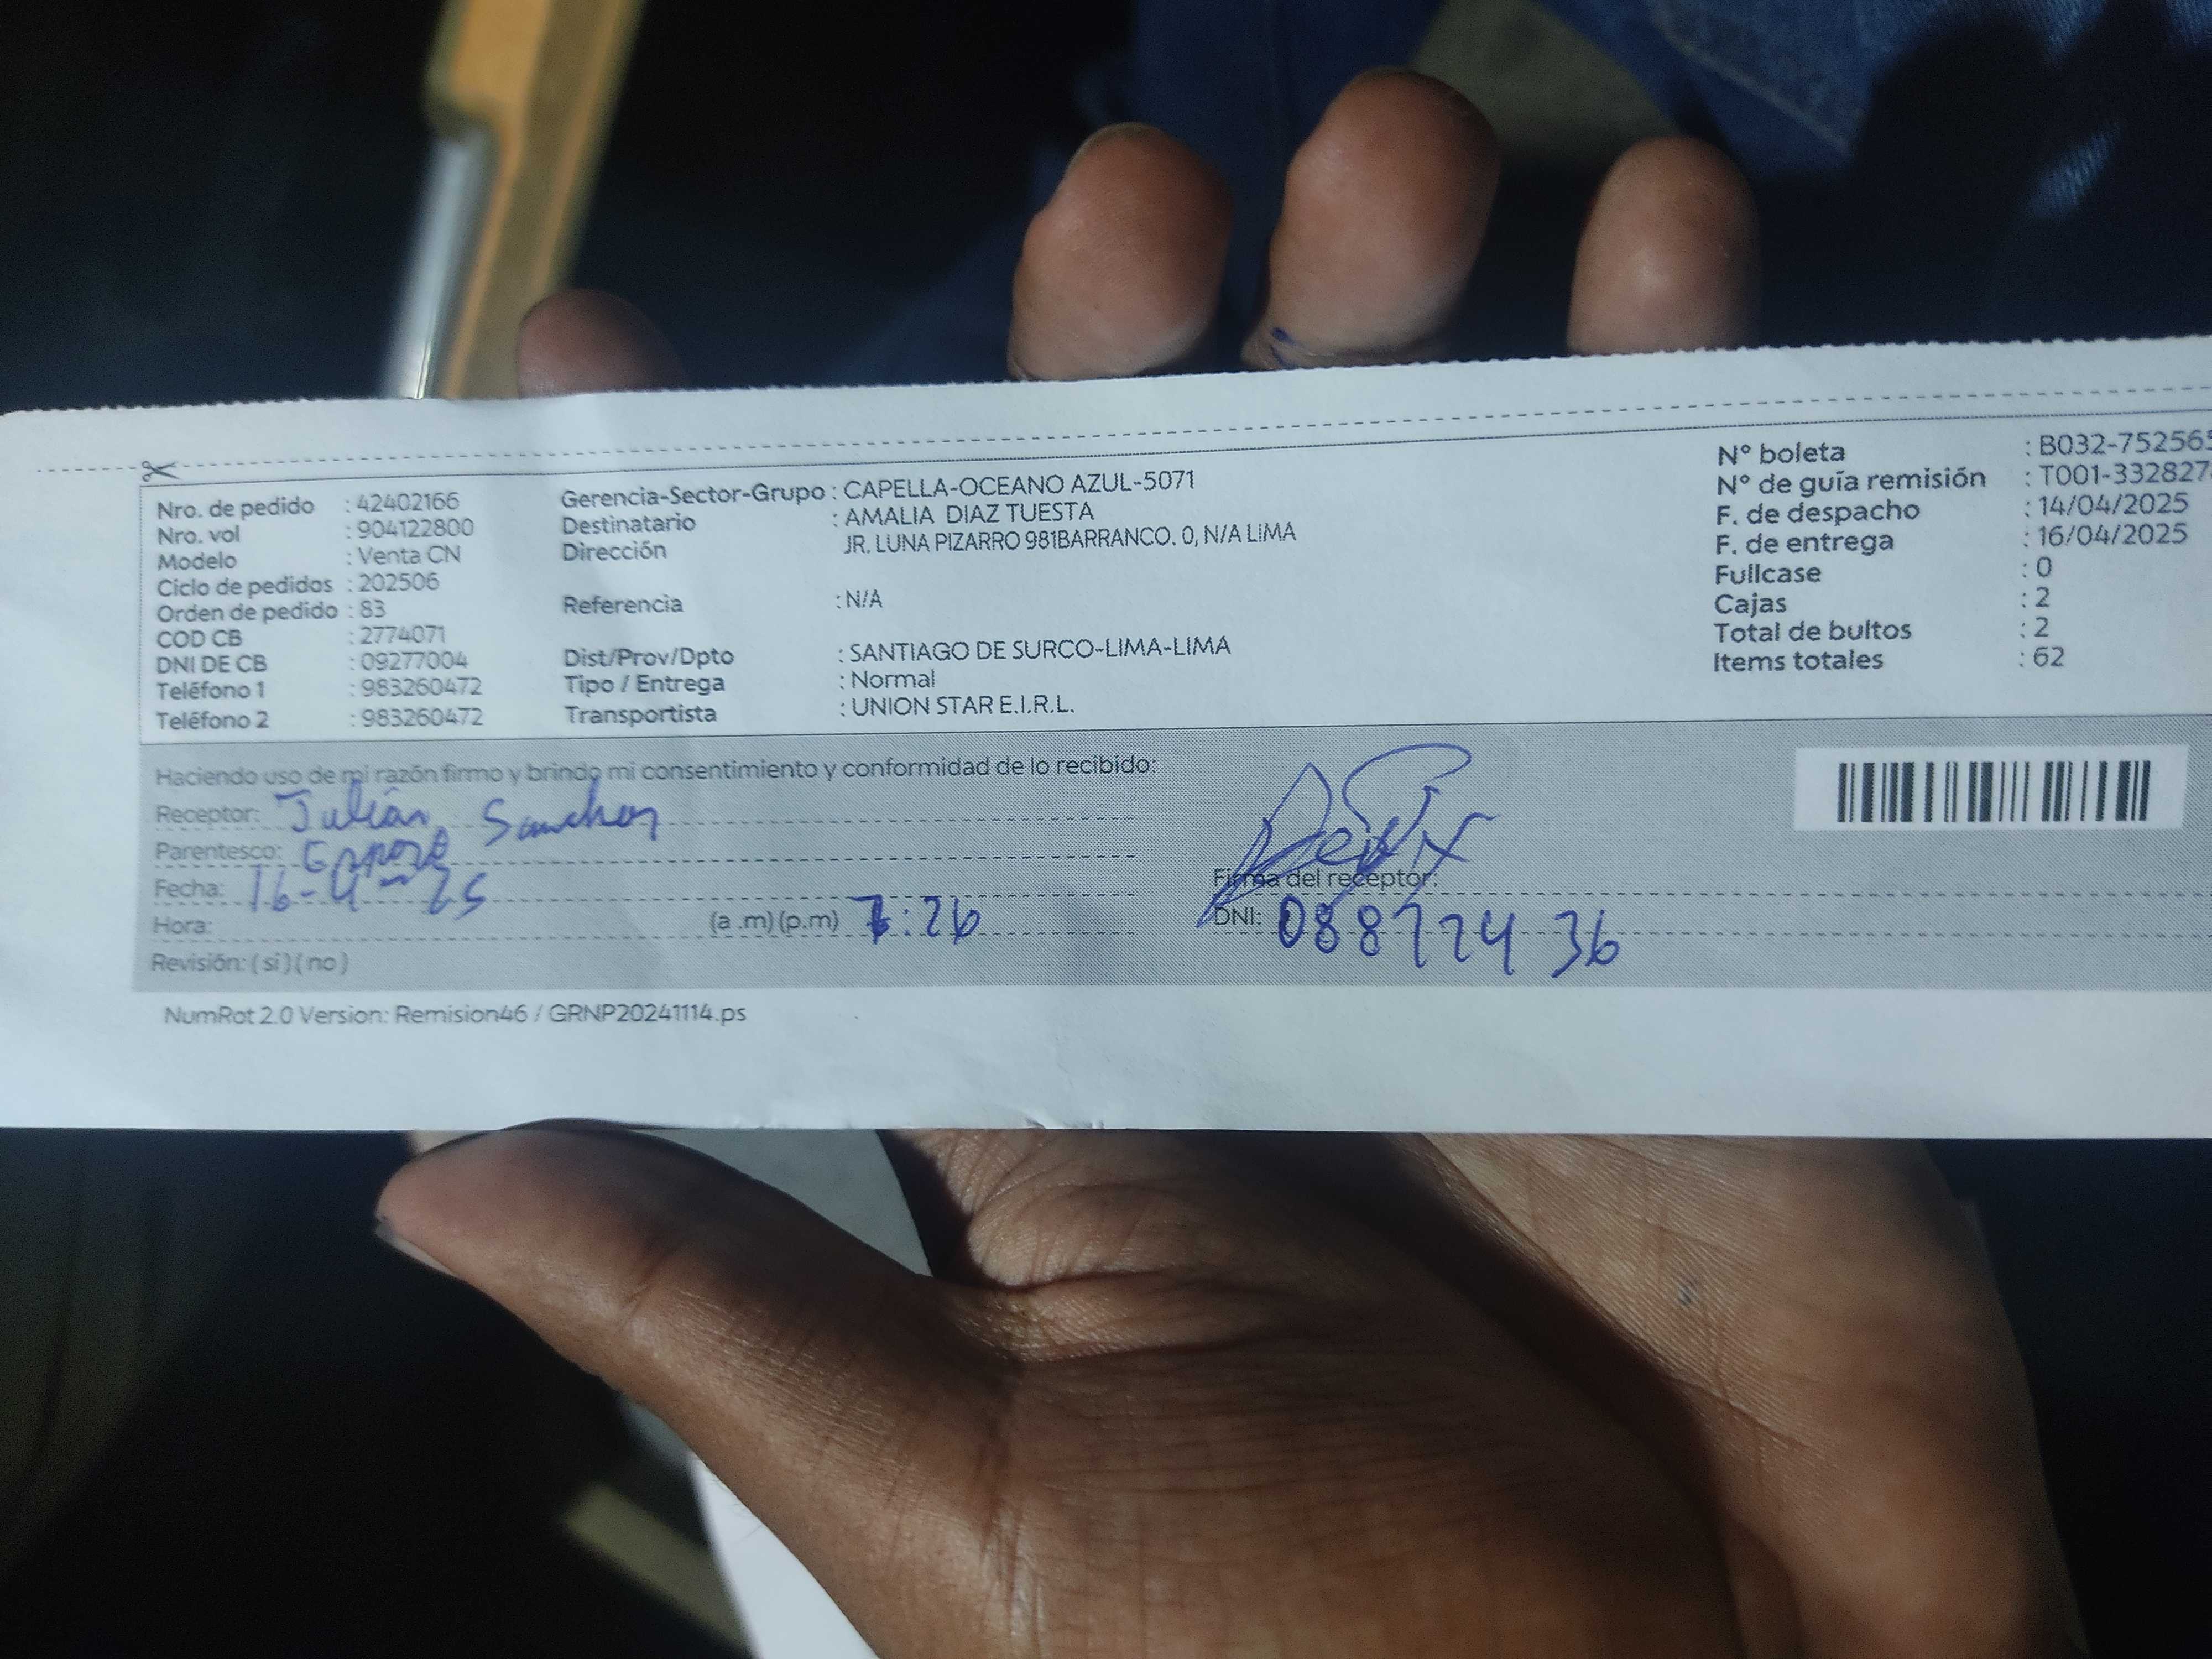 Nro. de pedido : 42402166
Nro. vol : 904122800
Modelo : Venta CN
Ciclo de pedidos : 202506
Orden de pedido : 83
COD CB : 2774071
DNI DE CB : 09277004
Teléfono 1 : 983260472
Teléfono 2 : 983260472
Gerencia-Sector-Grupo : CAPELLA-OCEANO AZUL-5071
Destinatario : AMALIA DIAZ TUESTA
Dirección JR. LUNA PIZARRO 981BARRANCO. 0, N/A LIMA
Referencia : N/A
Dist/Prov/Dpto : SANTIAGO DE SURCO-LIMA-LIMA
Tipo / Entrega : Normal
Transportista : UNION STAR E.I.R.L.
N° boleta : B032-752565
N° de guía remisión : T001-332827
F. de despacho : 14/04/2025
F. de entrega : 16/04/2025
Fullcase : 0
Cajas : 2
Total de bultos : 2
Items totales : 62
Haciendo uso de mi razón firmo y brindo mi consentimiento y conformidad de lo recibido:
Receptor: Julián Sanchez
Parentesco: Esposo
Fecha: 16-4-25
Hora: (a .m) (p.m) 7:26
Revisión: (si) (no)
Firma del receptor:
DNI: 08872436
NumRot 2.0 Version: Remision46 / GRNP20241114.ps